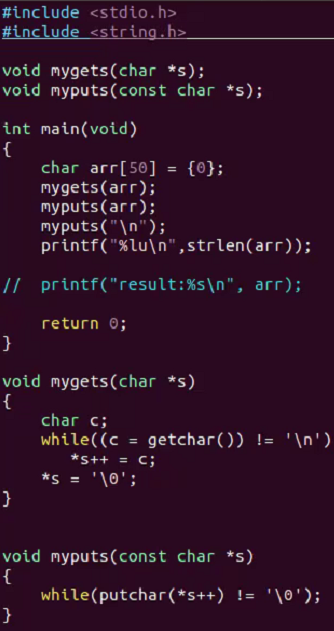 #include <stdio.h>
#include <string.h>
void mygets(char *s);
void myputs(const char *s);
int main(void)
{
    char arr[50] = {0};
    mygets(arr);
    myputs(arr);
    myputs("\n");
    printf("%lu\n",strlen(arr));
//  printf("result:%s\n", arr);
    return 0;
}
void mygets(char *s)
{
    char c;
    while((c = getchar()) != '\n')
       *s++ = c;
    *s = '\0';
}
void myputs(const char *s)
{
    while(putchar(*s++) != '\0');
}